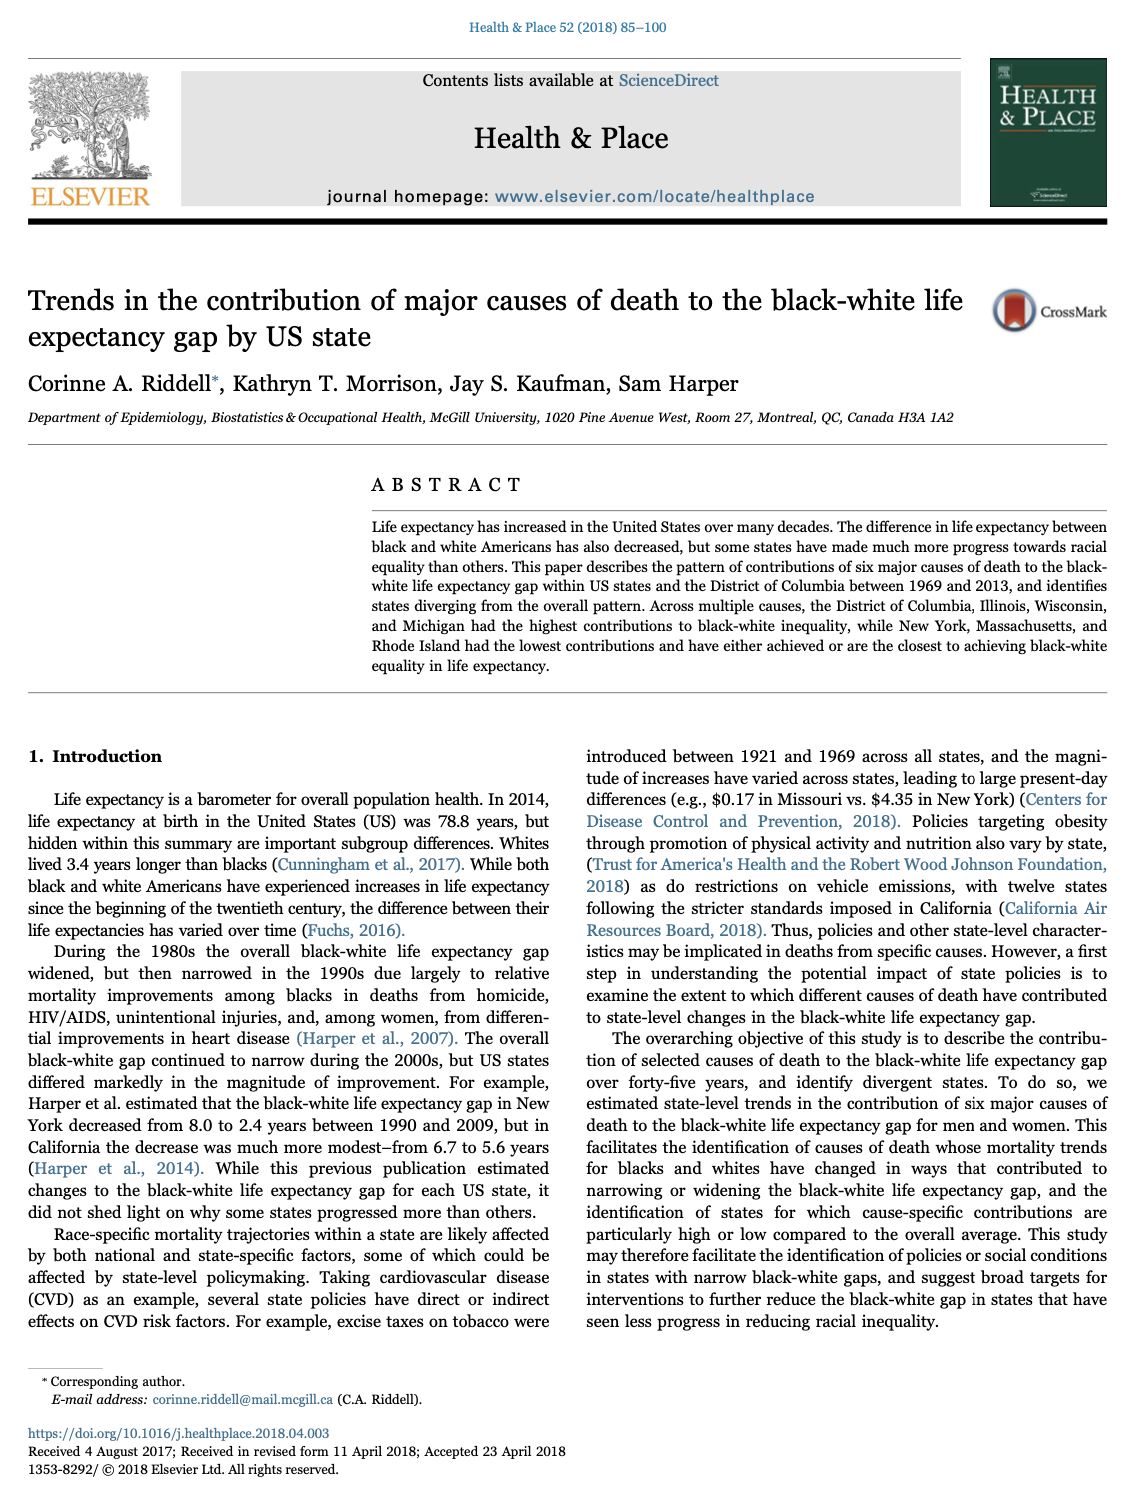 Health & Place 52 (2018) 85–100
Contents lists available at ScienceDirect
Health & Place
journal homepage: www.elsevier.com/locate/healthplace
ELSEVIER
HEALTH
& PLACE
Trends in the contribution of major causes of death to the black-white life
expectancy gap by US state
CrossMark
Corinne A. Riddell*, Kathryn T. Morrison, Jay S. Kaufman, Sam Harper
Department of Epidemiology, Biostatistics & Occupational Health, McGill University, 1020 Pine Avenue West, Room 27, Montreal, QC, Canada H3A 1A2
ABSTRACT
Life expectancy has increased in the United States over many decades. The difference in life expectancy between
black and white Americans has also decreased, but some states have made much more progress towards racial
equality than others. This paper describes the pattern of contributions of six major causes of death to the black-
white life expectancy gap within US states and the District of Columbia between 1969 and 2013, and identifies
states diverging from the overall pattern. Across multiple causes, the District of Columbia, Illinois, Wisconsin,
and Michigan had the highest contributions to black-white inequality, while New York, Massachusetts, and
Rhode Island had the lowest contributions and have either achieved or are the closest to achieving black-white
equality in life expectancy.
1. Introduction
Life expectancy is a barometer for overall population health. In 2014,
life expectancy at birth in the United States (US) was 78.8 years, but
hidden within this summary are important subgroup differences. Whites
lived 3.4 years longer than blacks (Cunningham et al., 2017). While both
black and white Americans have experienced increases in life expectancy
since the beginning of the twentieth century, the difference between their
life expectancies has varied over time (Fuchs, 2016).
During the 1980s the overall black-white life expectancy gap
widened, but then narrowed in the 1990s due largely to relative
mortality improvements among blacks in deaths from homicide,
HIV/AIDS, unintentional injuries, and, among women, from differen-
tial improvements in heart disease (Harper et al., 2007). The overall
black-white gap continued to narrow during the 2000s, but US states
differed markedly in the magnitude of improvement. For example,
Harper et al. estimated that the black-white life expectancy gap in New
York decreased from 8.0 to 2.4 years between 1990 and 2009, but in
California the decrease was much more modest–from 6.7 to 5.6 years
(Harper et al., 2014). While this previous publication estimated
changes to the black-white life expectancy gap for each US state, it
did not shed light on why some states progressed more than others.
Race-specific mortality trajectories within a state are likely affected
by both national and state-specific factors, some of which could be
affected by state-level policymaking. Taking cardiovascular disease
(CVD) as an example, several state policies have direct or indirect
effects on CVD risk factors. For example, excise taxes on tobacco were
introduced between 1921 and 1969 across all states, and the magni-
tude of increases have varied across states, leading to large present-day
differences (e.g., $0.17 in Missouri vs. $4.35 in New York) (Centers for
Disease Control and Prevention, 2018). Policies targeting obesity
through promotion of physical activity and nutrition also vary by state,
(Trust for America's Health and the Robert Wood Johnson Foundation,
2018) as do restrictions on vehicle emissions, with twelve states
following the stricter standards imposed in California (California Air
Resources Board, 2018). Thus, policies and other state-level character-
istics may be implicated in deaths from specific causes. However, a first
step in understanding the potential impact of state policies is to
examine the extent to which different causes of death have contributed
to state-level changes in the black-white life expectancy gap.
The overarching objective of this study is to describe the contribu-
tion of selected causes of death to the black-white life expectancy gap
over forty-five years, and identify divergent states. To do so, we
estimated state-level trends in the contribution of six major causes of
death to the black-white life expectancy gap for men and women. This
facilitates the identification of causes of death whose mortality trends
for blacks and whites have changed in ways that contributed to
narrowing or widening the black-white life expectancy gap, and the
identification of states for which cause-specific contributions are
particularly high or low compared to the overall average. This study
may therefore facilitate the identification of policies or social conditions
in states with narrow black-white gaps, and suggest broad targets for
interventions to further reduce the black-white gap in states that have
seen less progress in reducing racial inequality.
* Corresponding author.
E-mail address: corinne.riddell@mail.mcgill.ca (C.A. Riddell).
https://doi.org/10.1016/j.healthplace.2018.04.003
Received 4 August 2017; Received in revised form 11 April 2018; Accepted 23 April 2018
1353-8292/ © 2018 Elsevier Ltd. All rights reserved.